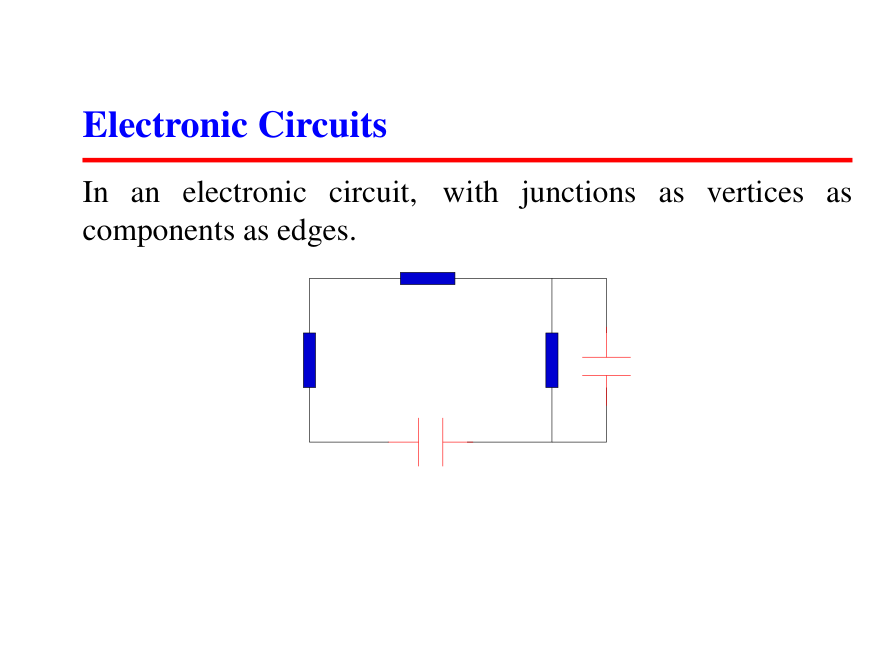 Electronic Circuits
In an electronic circuit, with junctions as vertices as
components as edges.